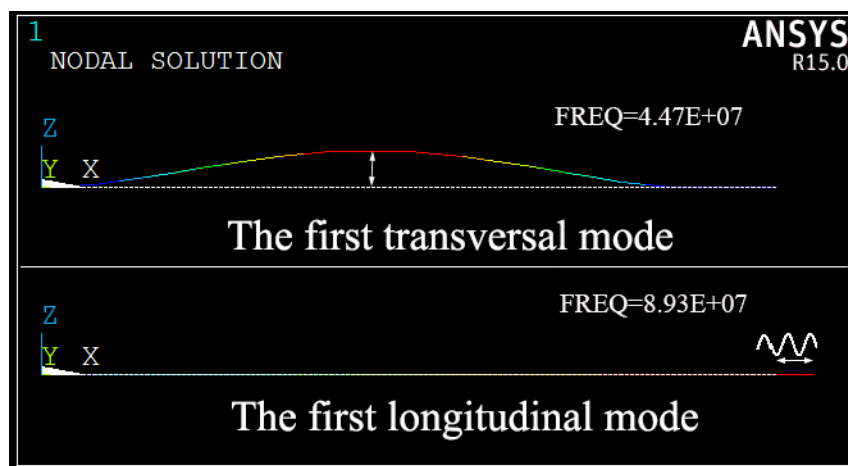 1
NODAL SOLUTION
ANSYS
R15.0
FREQ=4.47E+07
Z
Y X
The first transversal mode
FREQ=8.93E+07
Z
Y X
The first longitudinal mode